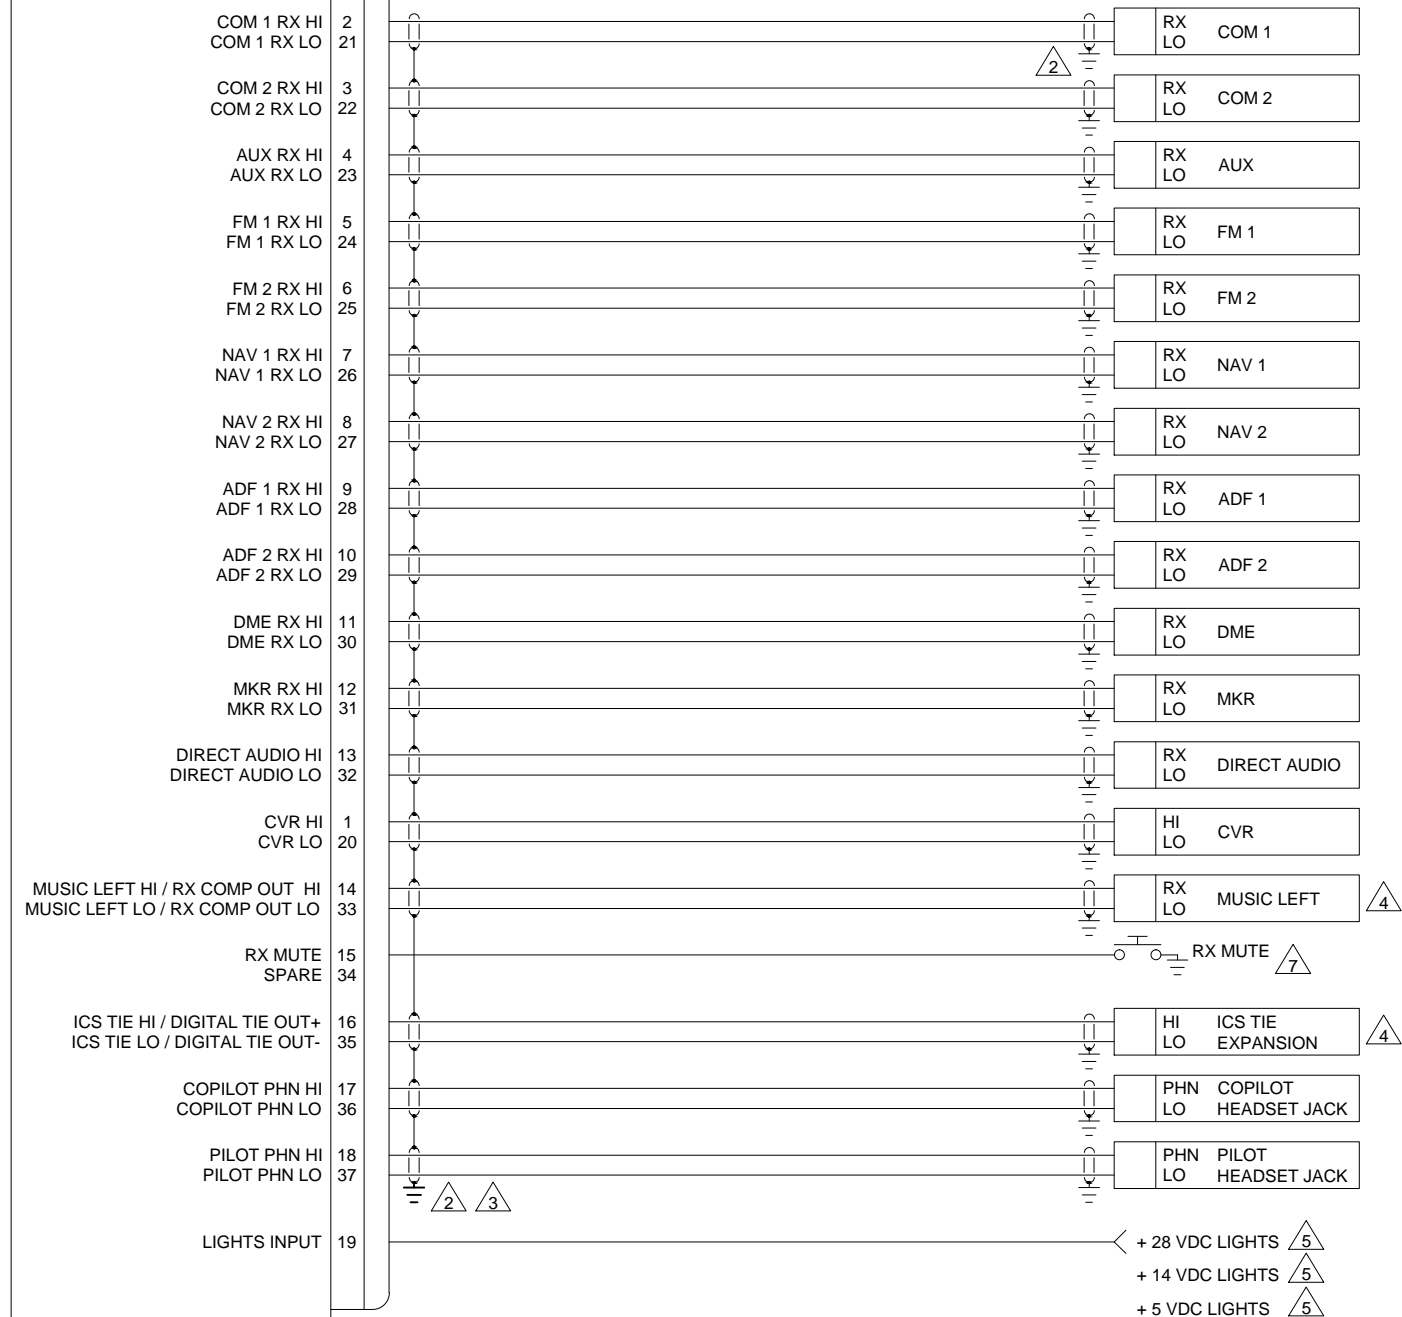 COM 1 RX HI 2 RX COM 1
COM 1 RX LO 21 LO
2
COM 2 RX HI 3 RX COM 2
COM 2 RX LO 22 LO
AUX RX HI 4 RX AUX
AUX RX LO 23 LO
FM 1 RX HI 5 RX FM 1
FM 1 RX LO 24 LO
FM 2 RX HI 6 RX FM 2
FM 2 RX LO 25 LO
NAV 1 RX HI 7 RX NAV 1
NAV 1 RX LO 26 LO
NAV 2 RX HI 8 RX NAV 2
NAV 2 RX LO 27 LO
ADF 1 RX HI 9 RX ADF 1
ADF 1 RX LO 28 LO
ADF 2 RX HI 10 RX ADF 2
ADF 2 RX LO 29 LO
DME RX HI 11 RX DME
DME RX LO 30 LO
MKR RX HI 12 RX MKR
MKR RX LO 31 LO
DIRECT AUDIO HI 13 RX DIRECT AUDIO
DIRECT AUDIO LO 32 LO
CVR HI 1 HI CVR
CVR LO 20 LO
MUSIC LEFT HI / RX COMP OUT HI 14 RX MUSIC LEFT 4
MUSIC LEFT LO / RX COMP OUT LO 33 LO
RX MUTE 15 RX MUTE 7
SPARE 34
ICS TIE HI / DIGITAL TIE OUT+ 16 HI ICS TIE
ICS TIE LO / DIGITAL TIE OUT- 35 LO EXPANSION 4
COPILOT PHN HI 17 PHN COPILOT
COPILOT PHN LO 36 LO HEADSET JACK
PILOT PHN HI 18 PHN PILOT
PILOT PHN LO 37 LO HEADSET JACK
2 3
LIGHTS INPUT 19 + 28 VDC LIGHTS 5
+ 14 VDC LIGHTS 5
+ 5 VDC LIGHTS 5